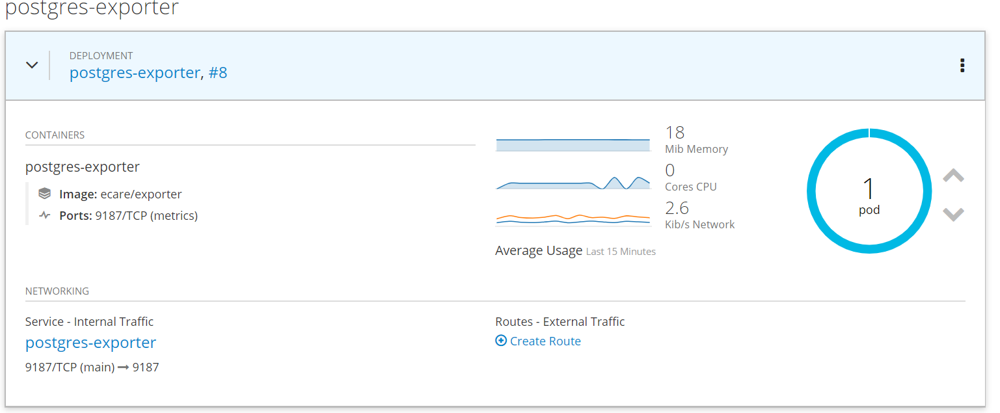 postgres-exporter
DEPLOYMENT
postgres-exporter, #8
CONTAINERS
postgres-exporter
Image: ecare/exporter
Ports: 9187/TCP (metrics)
18
Mib Memory
0
Cores CPU
2.6
Kib/s Network
Average Usage Last 15 Minutes
1
pod
NETWORKING
Service - Internal Traffic
postgres-exporter
9187/TCP (main) → 9187
Routes - External Traffic
Create Route